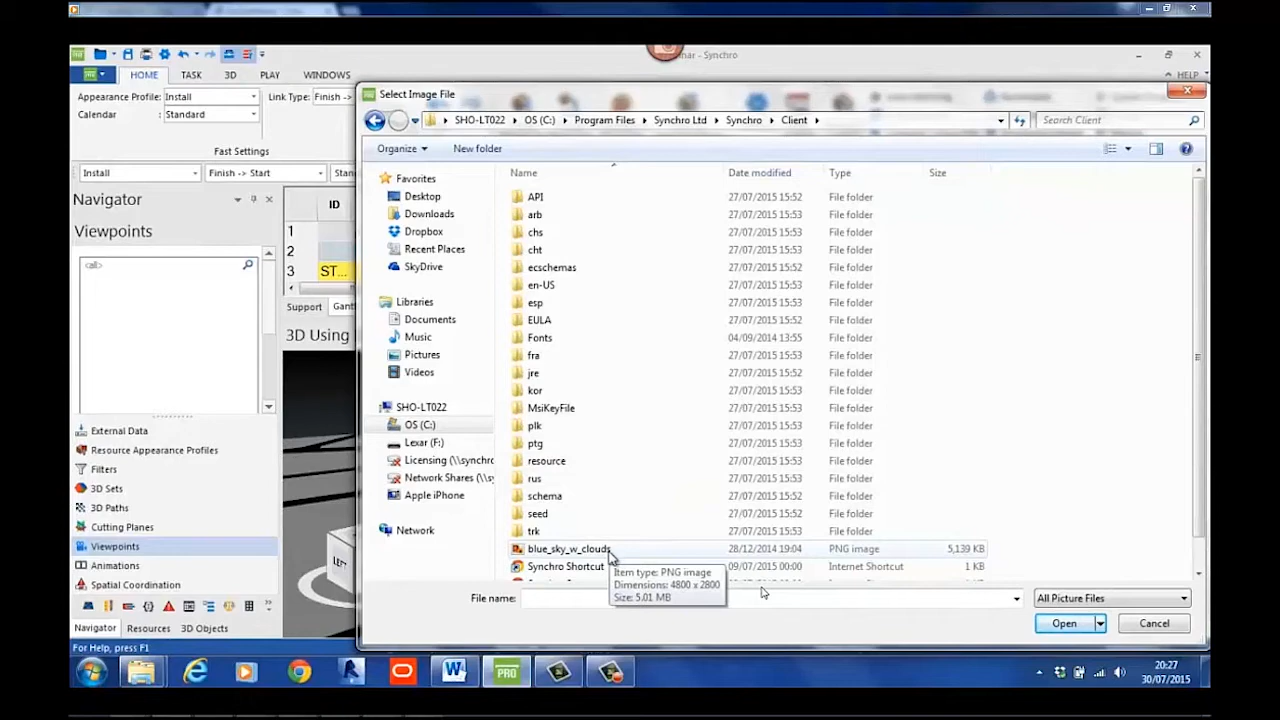 nar - Synchro
PRO HOME TASK 3D PLAY WINDOWS HELP
Appearance Profile: Install Link Type: Finish ->
Calendar : Standard
Fast Settings
Install Finish -> Start Stan
Navigator
Viewpoints
<all>
ID
1
2
3 ST...
Support Gant
3D Using
External Data
Resource Appearance Profiles
Filters
3D Sets
3D Paths
Cutting Planes
Viewpoints
Animations
Spatial Coordination
Navigator Resources 3D Objects
For Help, press F1
LEFT
Select Image File
SHO-LT022 OS (C:) Program Files Synchro Ltd Synchro Client Search Client
Organize New folder
Favorites
Desktop
Downloads
Dropbox
Recent Places
SkyDrive
Libraries
Documents
Music
Pictures
Videos
SHO-LT022
OS (C:)
Lexar (F:)
Licensing (\\synchro
Network Shares (\\sy
Apple iPhone
Network
Name Date modified Type Size
API 27/07/2015 15:52 File folder
arb 27/07/2015 15:53 File folder
chs 27/07/2015 15:53 File folder
cht 27/07/2015 15:53 File folder
ecschemas 27/07/2015 15:52 File folder
en-US 27/07/2015 15:53 File folder
esp 27/07/2015 15:53 File folder
EULA 27/07/2015 15:52 File folder
Fonts 04/09/2014 13:55 File folder
fra 27/07/2015 15:53 File folder
jre 27/07/2015 15:52 File folder
kor 27/07/2015 15:53 File folder
MsiKeyFile 27/07/2015 15:53 File folder
plk 27/07/2015 15:53 File folder
ptg 27/07/2015 15:53 File folder
resource 27/07/2015 15:53 File folder
rus 27/07/2015 15:53 File folder
schema 27/07/2015 15:52 File folder
seed 27/07/2015 15:53 File folder
trk 27/07/2015 15:53 File folder
blue_sky_w_clouds 28/12/2014 19:04 PNG image 5,139 KB
Synchro Shortcut 09/07/2015 00:00 Internet Shortcut 1 KB
Item type: PNG image
Dimensions: 4800 x 2800
Size: 5.01 MB
File name: All Picture Files
Open Cancel
PRO
20:27
30/07/2015